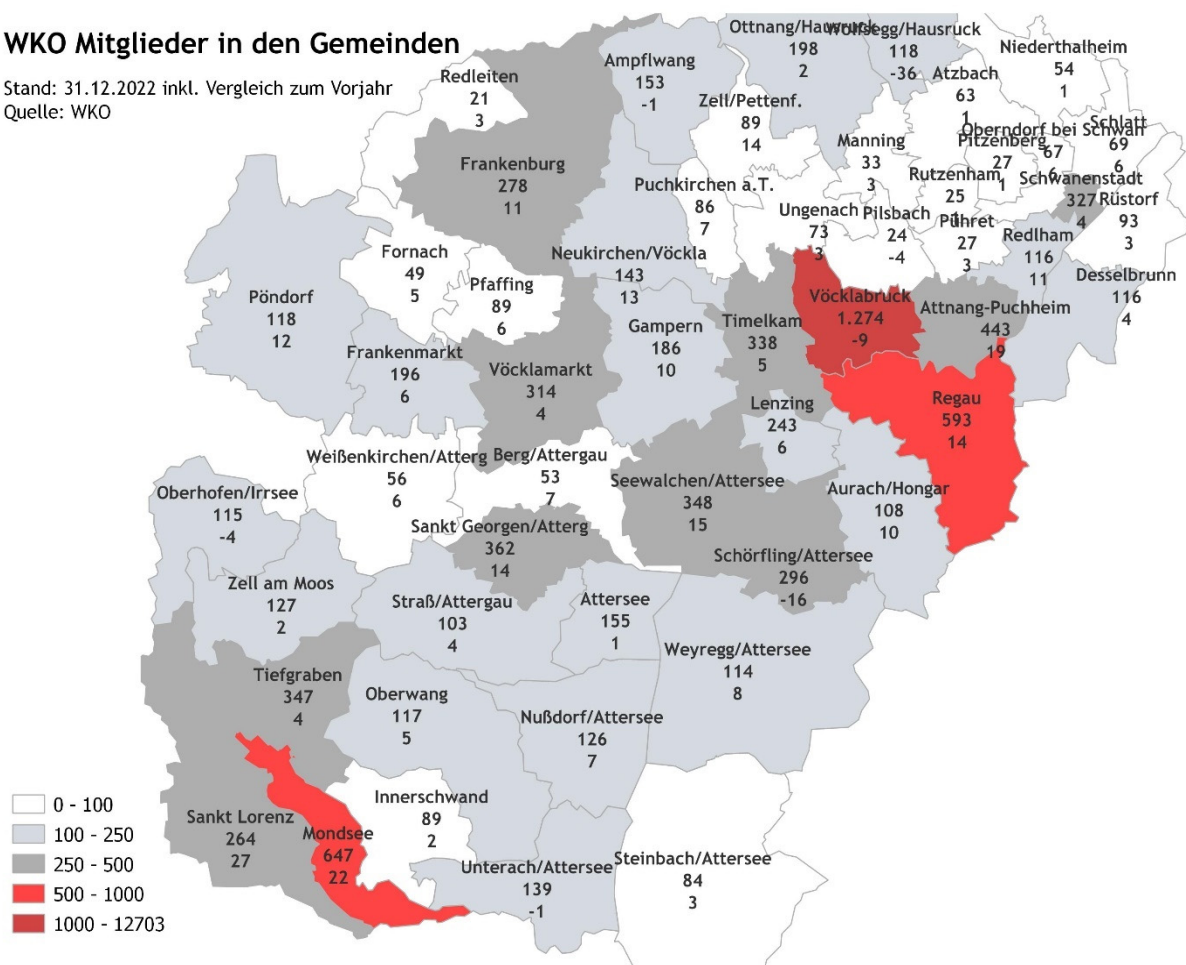 WKO Mitglieder in den Gemeinden
Stand: 31.12.2022 inkl. Vergleich zum Vorjahr
Quelle: WKO
Ottnang/Hausruck
198
2
Wolfsegg/Hausruck
118
-36
Niederthalheim
54
1
Redleiten
21
3
Ampflwang
153
-1
Atzbach
63
1
Zell/Pettenf.
89
14
Manning
33
3
Oberndorf bei Schwan
67
6
Schlatt
69
6
Pitzenberg
27
1
Frankenburg
278
11
Puchkirchen a.T.
86
7
Rutzenham
25
Schwanenstadt
327
4
Rüstorf
93
3
Ungenach
73
3
Pilsbach
24
-4
Pühret
27
3
Redlham
116
11
Fornach
49
5
Neukirchen/Vöckla
143
13
Desselbrunn
116
4
Pfaffing
89
6
Pöndorf
118
12
Vöcklabruck
1.274
-9
Attnang-Puchheim
443
19
Gampern
186
10
Timelkam
338
5
Frankenmarkt
196
6
Vöcklamarkt
314
4
Lenzing
243
6
Regau
593
14
Weißenkirchen/Atterg
56
6
Berg/Attergau
53
7
Seewalchen/Attersee
348
15
Aurach/Hongar
108
10
Oberhofen/Irrsee
115
-4
Sankt Georgen/Atterg
362
14
Schörfling/Attersee
296
-16
Zell am Moos
127
2
Straß/Attergau
103
4
Attersee
155
1
Weyregg/Attersee
114
8
Tiefgraben
347
4
Oberwang
117
5
Nußdorf/Attersee
126
7
Innerschwand
89
2
Sankt Lorenz
264
27
Mondsee
647
22
Unterach/Attersee
139
-1
Steinbach/Attersee
84
3
0 - 100
100 - 250
250 - 500
500 - 1000
1000 - 12703